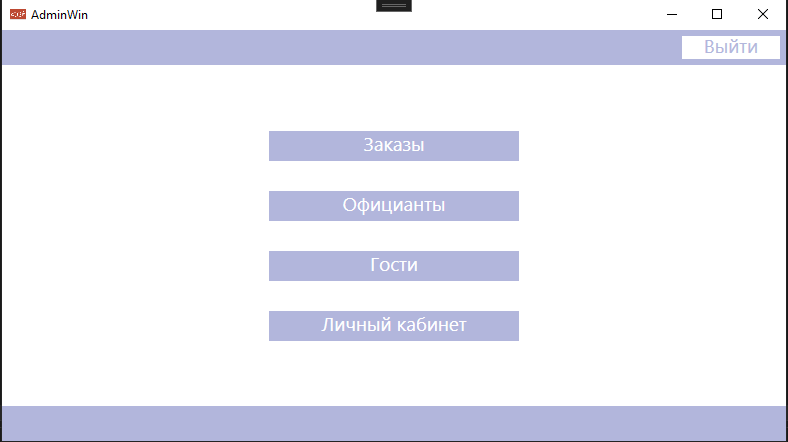 AdminWin
Выйти
Заказы
Официанты
Гости
Личный кабинет